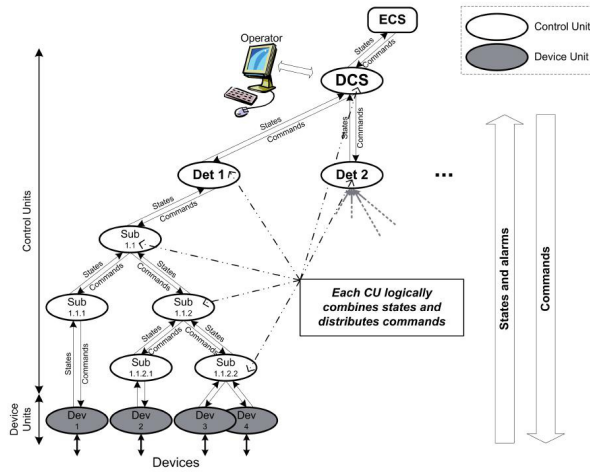 ECS
Control Unit
Device Unit
Operator
States
Commands
DCS
States
Commands
States
Commands
Det 1
Det 2
...
States
Commands
Control Units
Sub
1.1
States
Commands
States
Commands
Sub
1.1.1
Sub
1.1.2
Each CU logically
combines states and
distributes commands
States and alarms
Commands
States
Commands
States
Commands
States
Commands
Sub
1.1.2.1
Sub
1.1.2.2
Device
Units
Dev
1
Dev
2
Dev
3
Dev
4
Devices